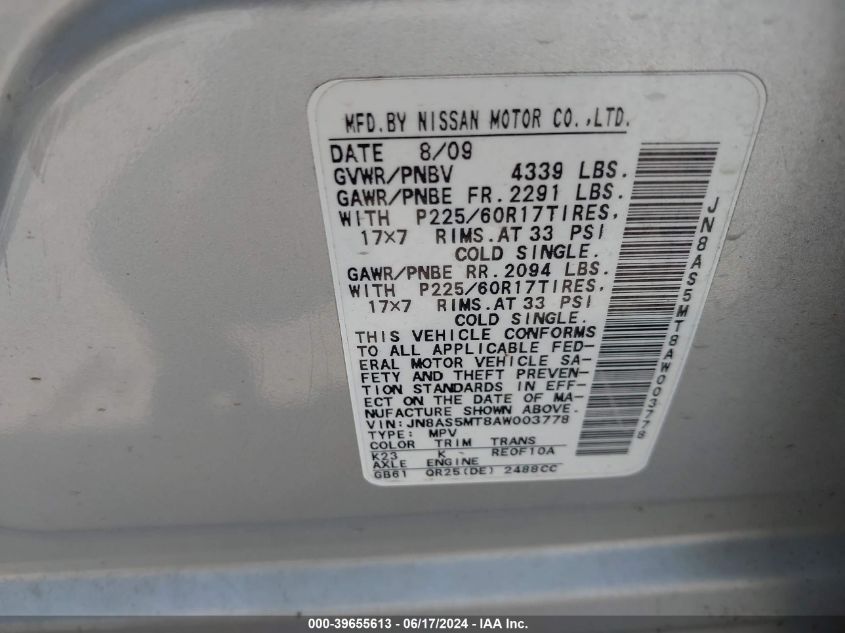 MFD.BY NISSAN MOTOR CO.,LTD.
DATE 8/09
GVWR/PNBV 4339 LBS.
GAWR/PNBE FR.2291 LBS.
WITH P225/60R17TIRES,
17×7 RIMS.AT 33 PSI
COLD SINGLE.
GAWR/PNBE RR.2094 LBS.
WITH P225/60R17TIRES,
17×7 RIMS.AT 33 PSI
COLD SINGLE.
THIS VEHICLE CONFORMS
TO ALL APPLICABLE FED-
ERAL MOTOR VEHICLE SA-
FETY AND THEFT PREVEN-
TION STANDARDS IN EFF-
ECT ON THE DATE OF MA-
NUFACTURE SHOWN ABOVE.
VIN:JN8AS5MT8AW003778
TYPE: MPV
COLOR TRIM TRANS
K23 K RE0F10A
AXLE ENGINE
GB61 QR25(DE) 2488CC
JN8AS5MT8AW003778
000-39655613 - 06/17/2024 - IAA Inc.